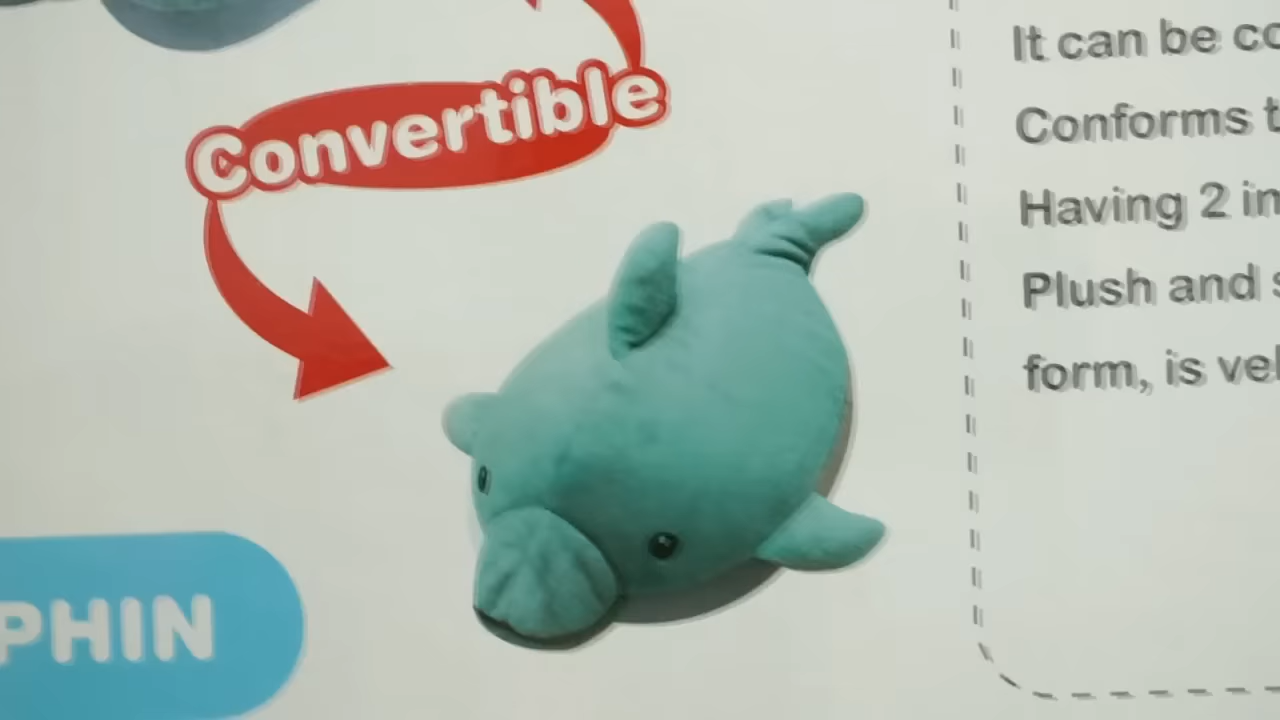 Convertible
PHIN
It can be co
Conforms t
Having 2 in
Plush and s
form, is vel